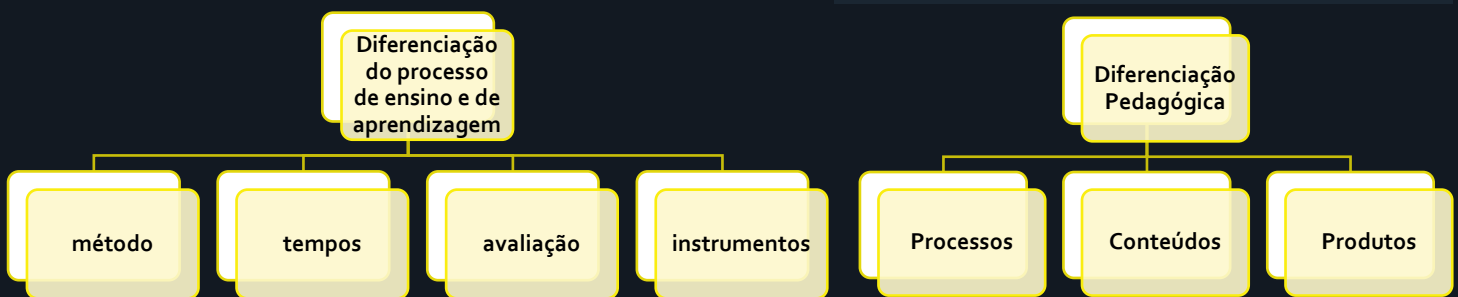 Diferenciação
do processo
de ensino e de
aprendizagem
método
tempos
avaliação
instrumentos
Diferenciação
Pedagógica
Processos
Conteúdos
Produtos